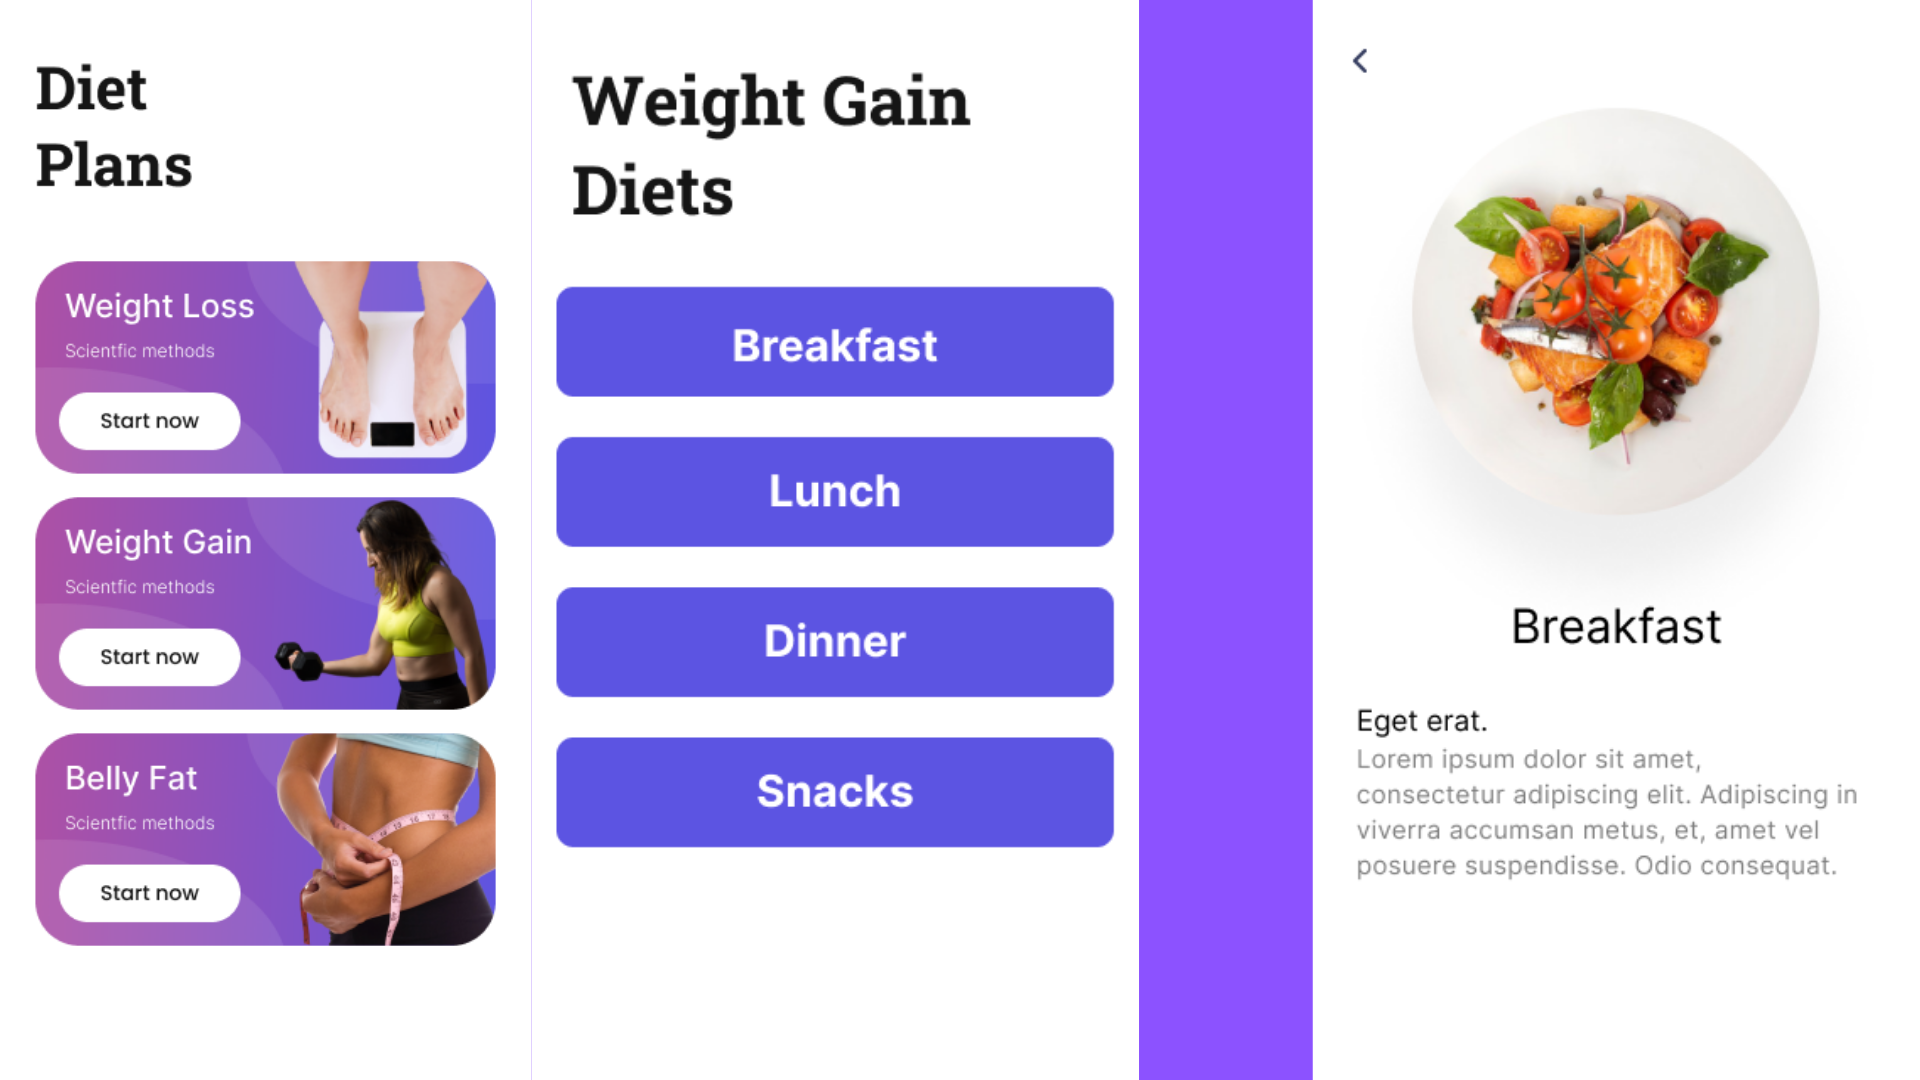 Diet
Plans
Weight Loss
Scientfic methods
Start now
Weight Gain
Scientfic methods
Start now
Belly Fat
Scientfic methods
Start now
Weight Gain
Diets
Breakfast
Lunch
Dinner
Snacks
Breakfast
Eget erat.
Lorem ipsum dolor sit amet,
consectetur adipiscing elit. Adipiscing in
viverra accumsan metus, et, amet vel
posuere suspendisse. Odio consequat.